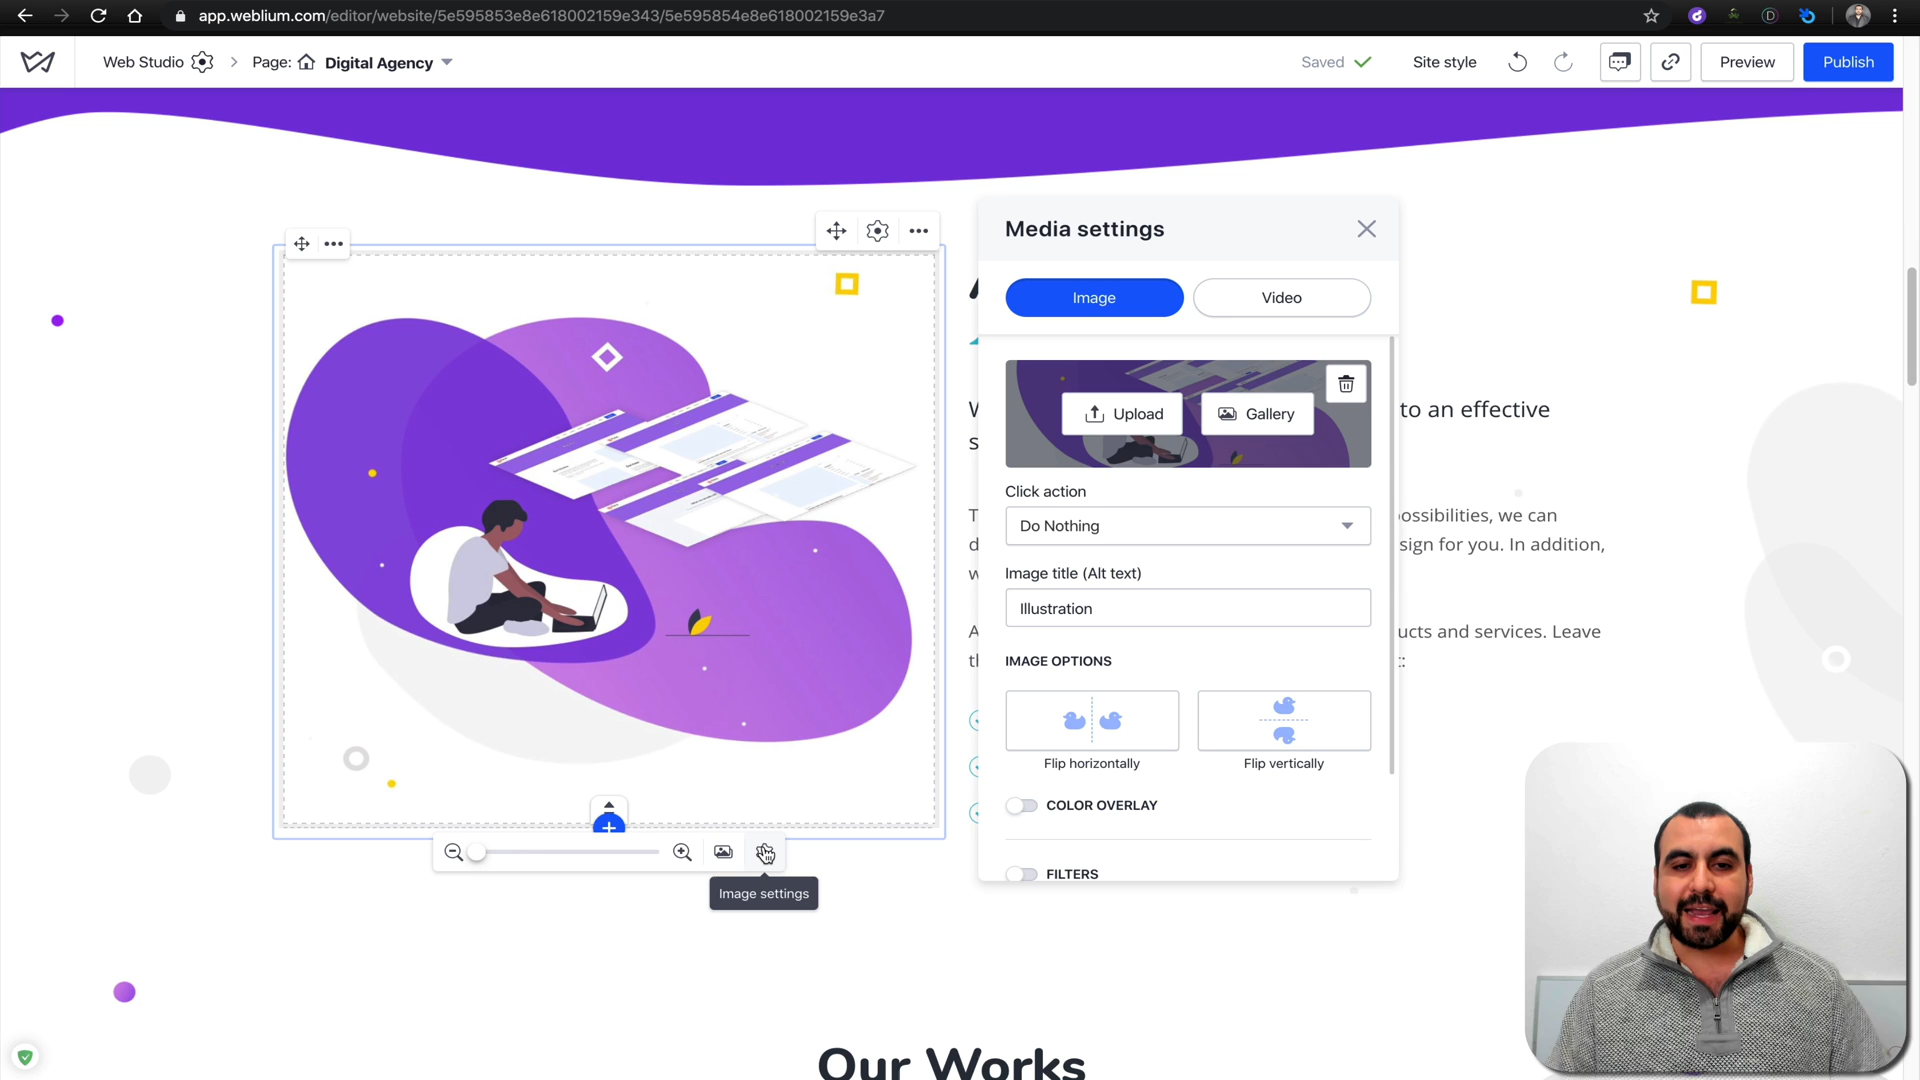 app.weblium.com/editor/website/5e595853e8e618002159e343/5e595854e8e618002159e3a7
Web Studio > Page: Digital Agency
Saved Site style Preview Publish
Media settings
Image Video
Upload Gallery
to an effective
Click action
Do Nothing
ossibilities, we can
sign for you. In addition,
Image title (Alt text)
Illustration
ucts and services. Leave
IMAGE OPTIONS
Flip horizontally Flip vertically
COLOR OVERLAY
FILTERS
Image settings
Our Works